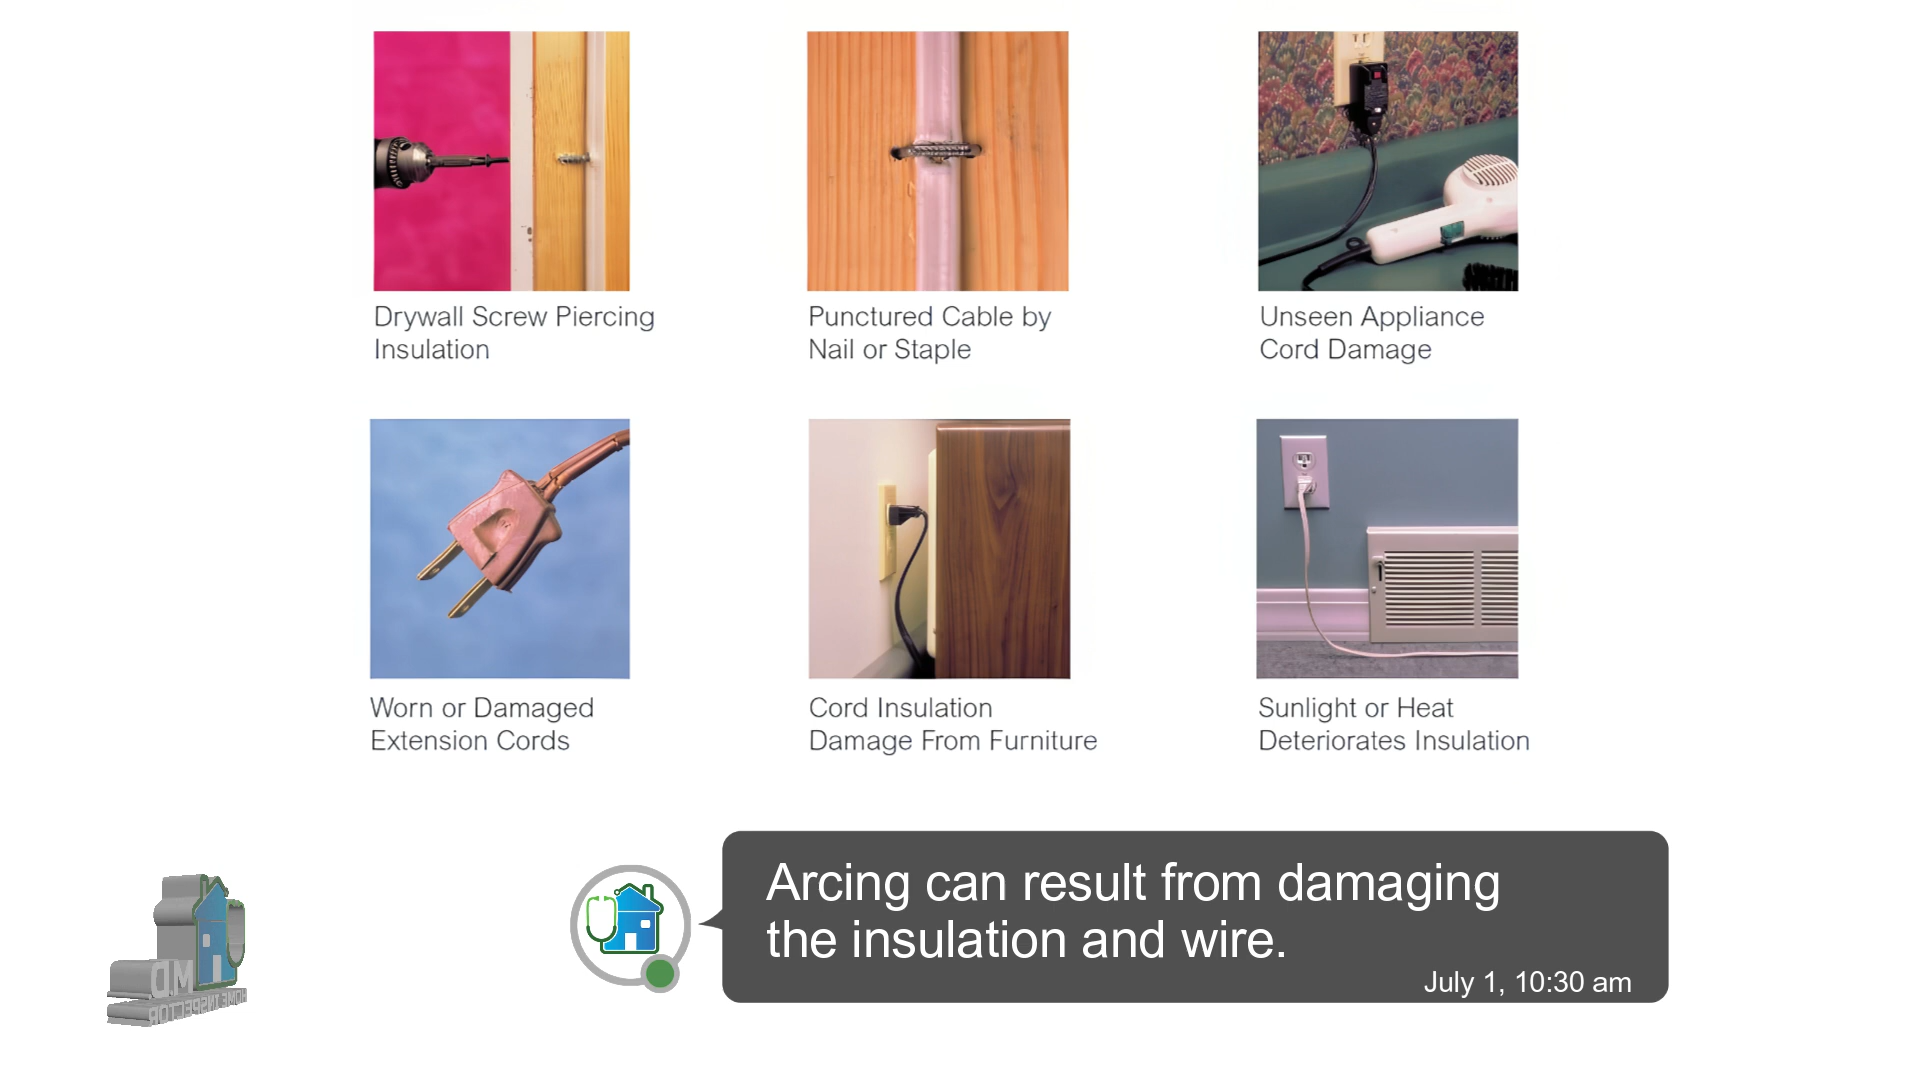 Drywall Screw Piercing
Insulation
Punctured Cable by
Nail or Staple
Unseen Appliance
Cord Damage
Worn or Damaged
Extension Cords
Cord Insulation
Damage From Furniture
Sunlight or Heat
Deteriorates Insulation
M.D.
HOME INSPECTOR
Arcing can result from damaging
the insulation and wire.
July 1, 10:30 am